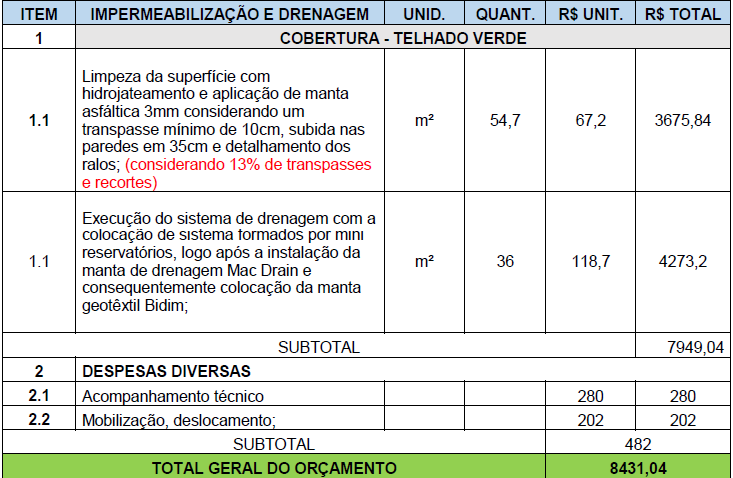 ITEM IMPERMEABILIZAÇÃO E DRENAGEM UNID. QUANT. R$ UNIT. R$ TOTAL
1 COBERTURA - TELHADO VERDE
Limpeza da superfície com
hidrojateamento e aplicação de manta
asfáltica 3mm considerando um
1.1 transpasse mínimo de 10cm, subida nas m² 54,7 67,2 3675,84
paredes em 35cm e detalhamento dos
ralos; (considerando 13% de transpasses
e recortes)
Execução do sistema de drenagem com a
colocação de sistema formados por mini
reservatórios, logo após a instalação da
1.1 manta de drenagem Mac Drain e m² 36 118,7 4273,2
consequentemente colocação da manta
geotêxtil Bidim;
SUBTOTAL 7949,04
2 DESPESAS DIVERSAS
2.1 Acompanhamento técnico 280 280
2.2 Mobilização, deslocamento; 202 202
SUBTOTAL 482
TOTAL GERAL DO ORÇAMENTO 8431,04